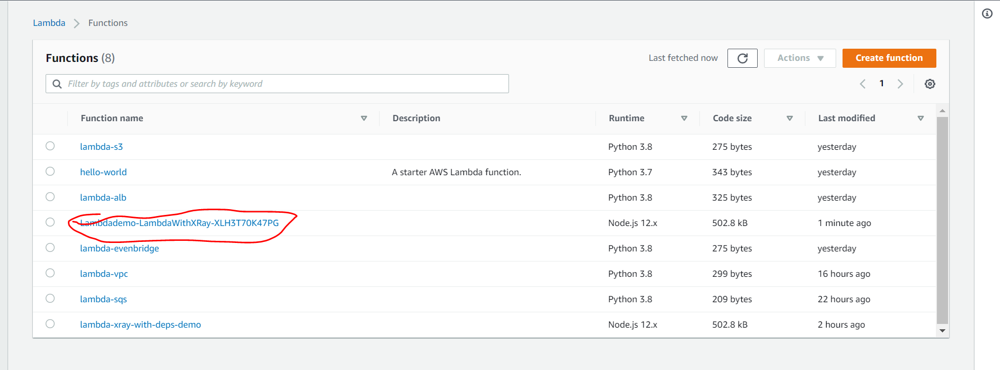 Lambda > Functions
Functions (8) Last fetched now Actions Create function
Filter by tags and attributes or search by keyword 1
Function name Description Runtime Code size Last modified
lambda-s3 Python 3.8 275 bytes yesterday
hello-world A starter AWS Lambda function. Python 3.7 343 bytes yesterday
lambda-alb Python 3.8 325 bytes yesterday
Lambdademo-LambdaWithXRay-XLH3T70K47PG Node.js 12.x 502.8 kB 1 minute ago
lambda-evenbridge Python 3.8 275 bytes yesterday
lambda-vpc Python 3.8 299 bytes 16 hours ago
lambda-sqs Python 3.8 209 bytes 22 hours ago
lambda-xray-with-deps-demo Node.js 12.x 502.8 kB 2 hours ago